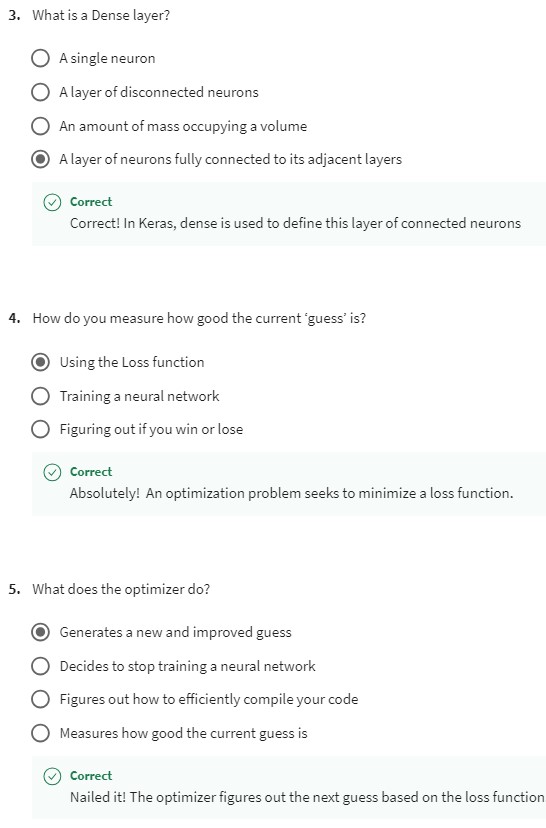 3. What is a Dense layer?
A single neuron
A layer of disconnected neurons
An amount of mass occupying a volume
A layer of neurons fully connected to its adjacent layers
Correct
Correct! In Keras, dense is used to define this layer of connected neurons
4. How do you measure how good the current ‘guess’ is?
Using the Loss function
Training a neural network
Figuring out if you win or lose
Correct
Absolutely! An optimization problem seeks to minimize a loss function.
5. What does the optimizer do?
Generates a new and improved guess
Decides to stop training a neural network
Figures out how to efficiently compile your code
Measures how good the current guess is
Correct
Nailed it! The optimizer figures out the next guess based on the loss function